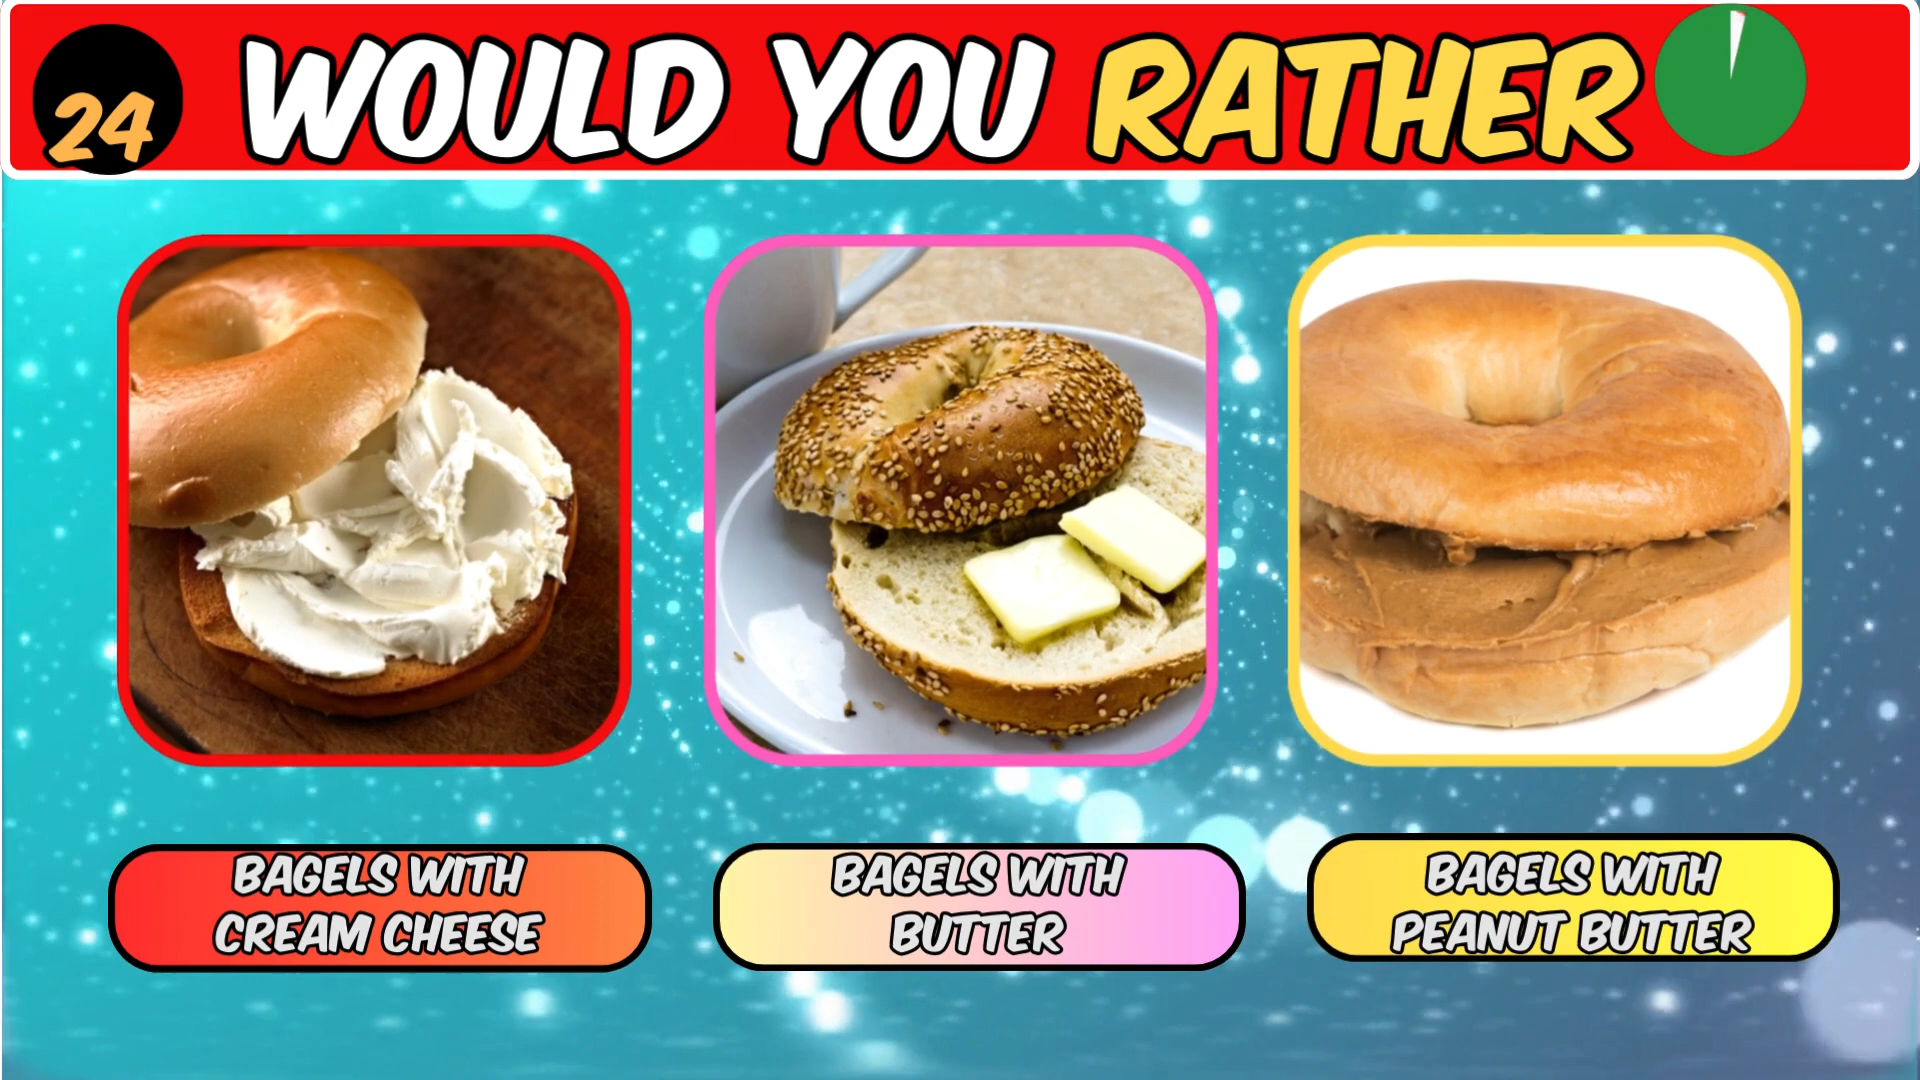 24
WOULD YOU RATHER
BAGELS WITH
CREAM CHEESE
BAGELS WITH
BUTTER
BAGELS WITH
PEANUT BUTTER